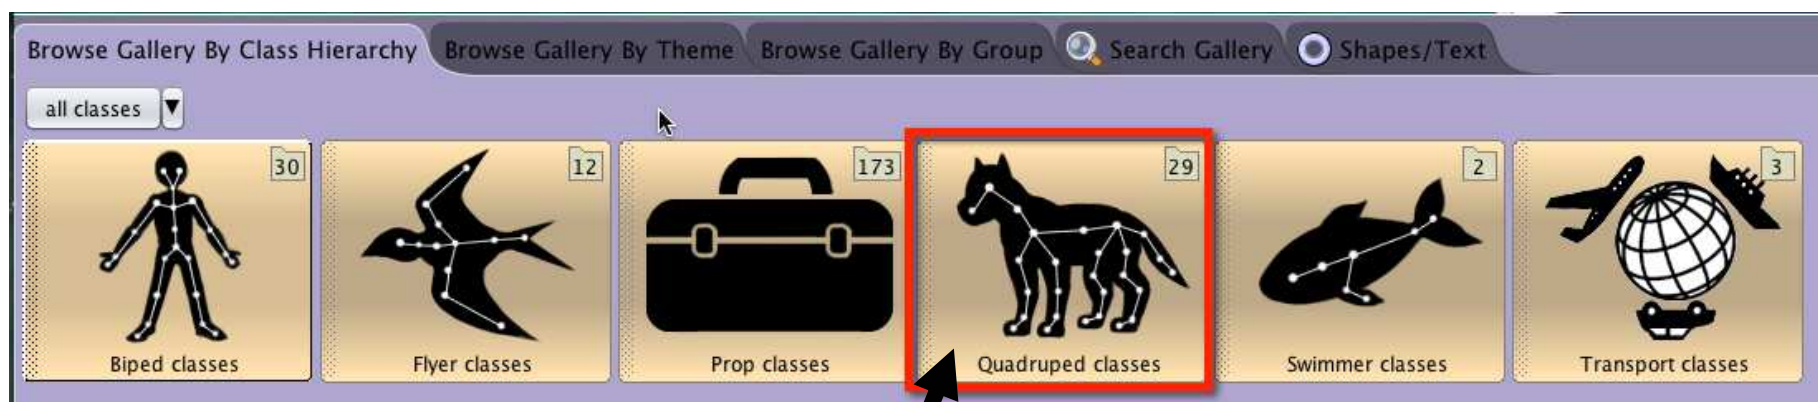 Browse Gallery By Class Hierarchy Browse Gallery By Theme Browse Gallery By Group Search Gallery Shapes/Text
all classes
30 12 173 29 2 3
Biped classes Flyer classes Prop classes Quadruped classes Swimmer classes Transport classes